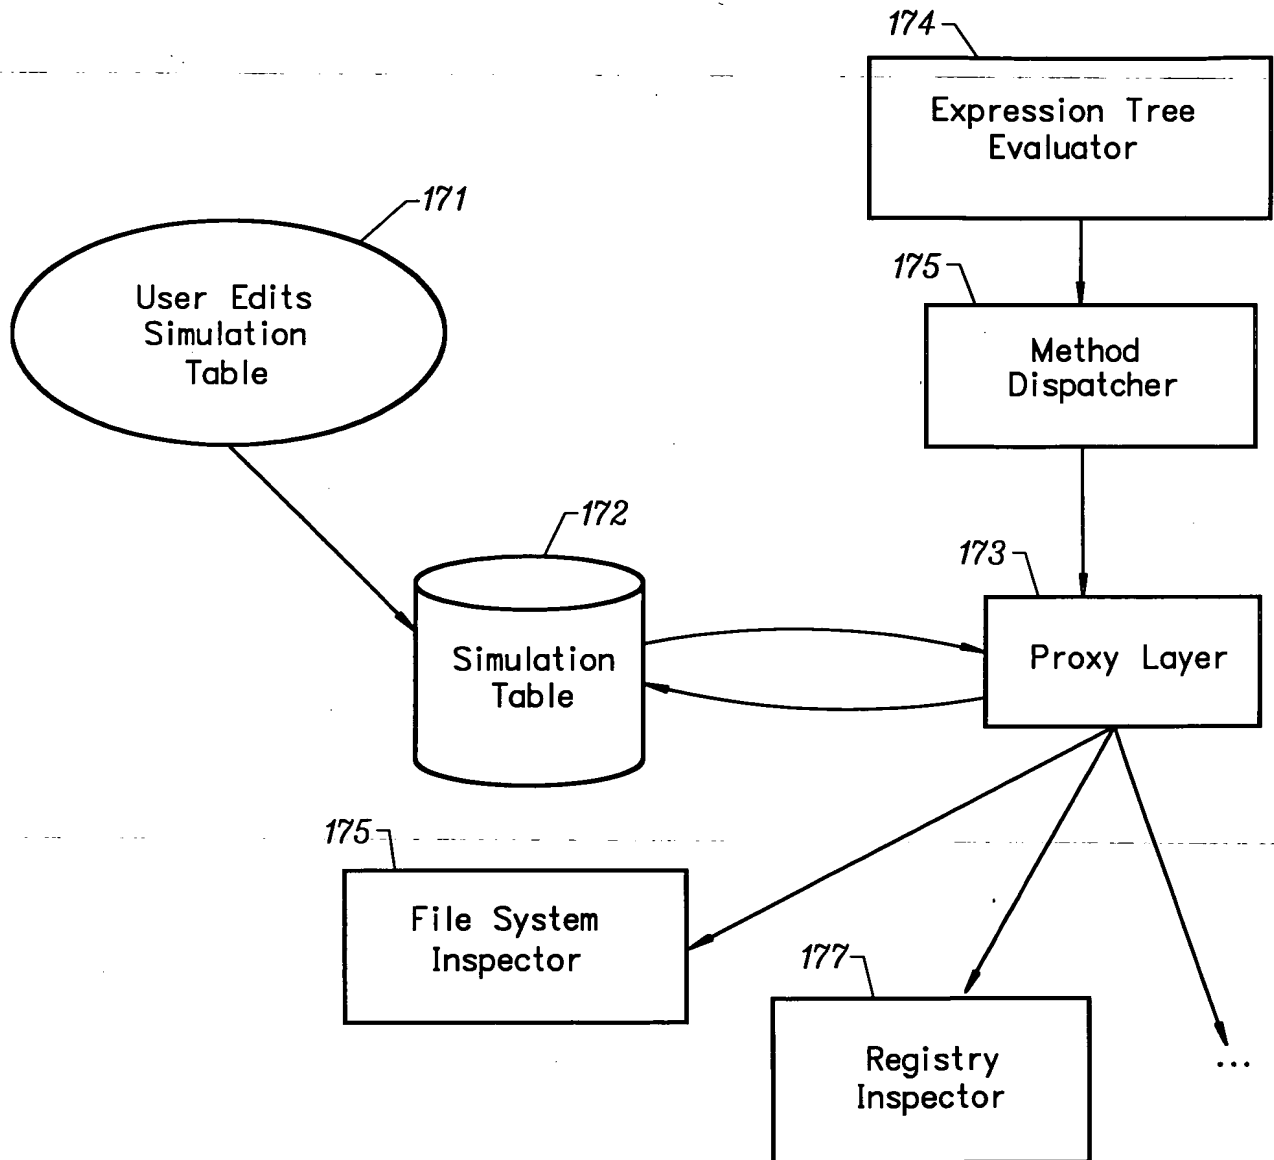 174
Expression Tree
Evaluator
171
User Edits
Simulation
Table
175
Method
Dispatcher
172
Simulation
Table
173
Proxy Layer
175
File System
Inspector
177
Registry
Inspector
...